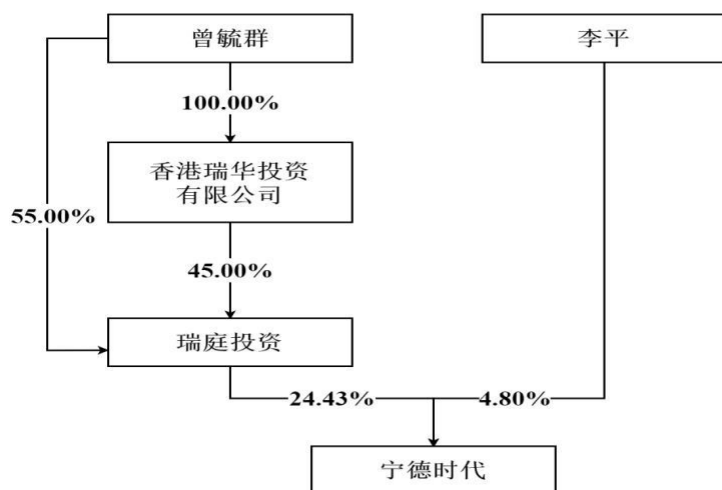 曾毓群
李平
100.00%
香港瑞华投资
有限公司
55.00%
45.00%
瑞庭投资
24.43%
4.80%
宁德时代